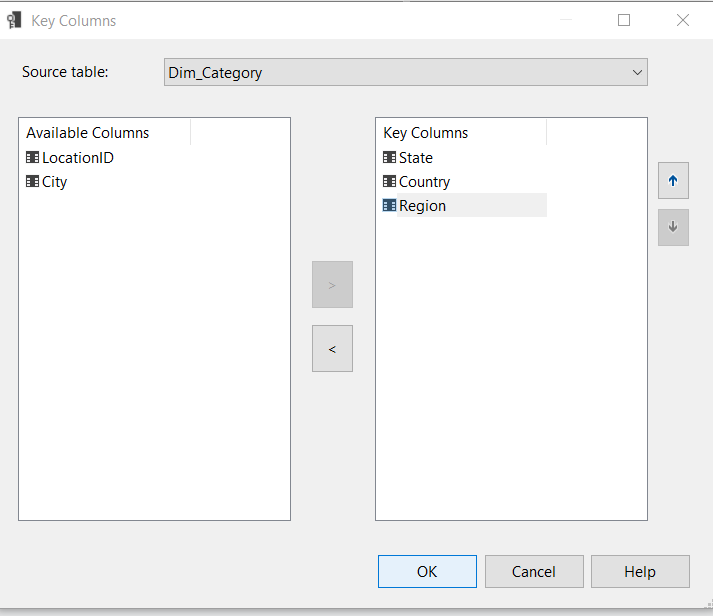 Key Columns
Source table: Dim_Category
Available Columns
LocationID
City
>
<
Key Columns
State
Country
Region
OK Cancel Help